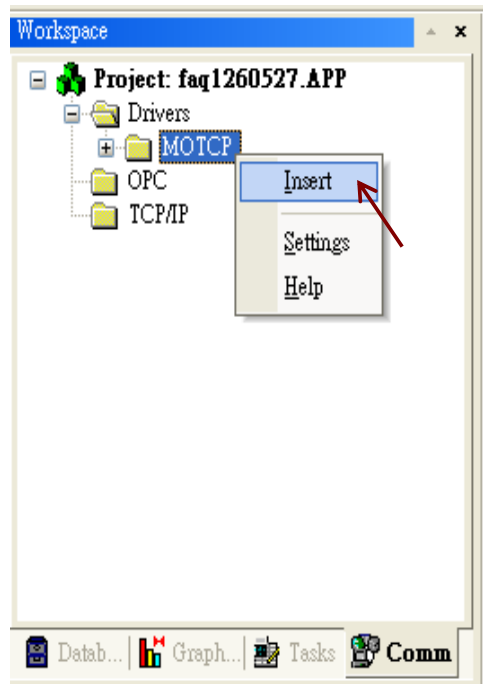 Workspace
Project: faq1260527.APP
Drivers
MOTCP
OPC
TCP/IP
Insert
Settings
Help
Datab... Graph... Tasks Comm